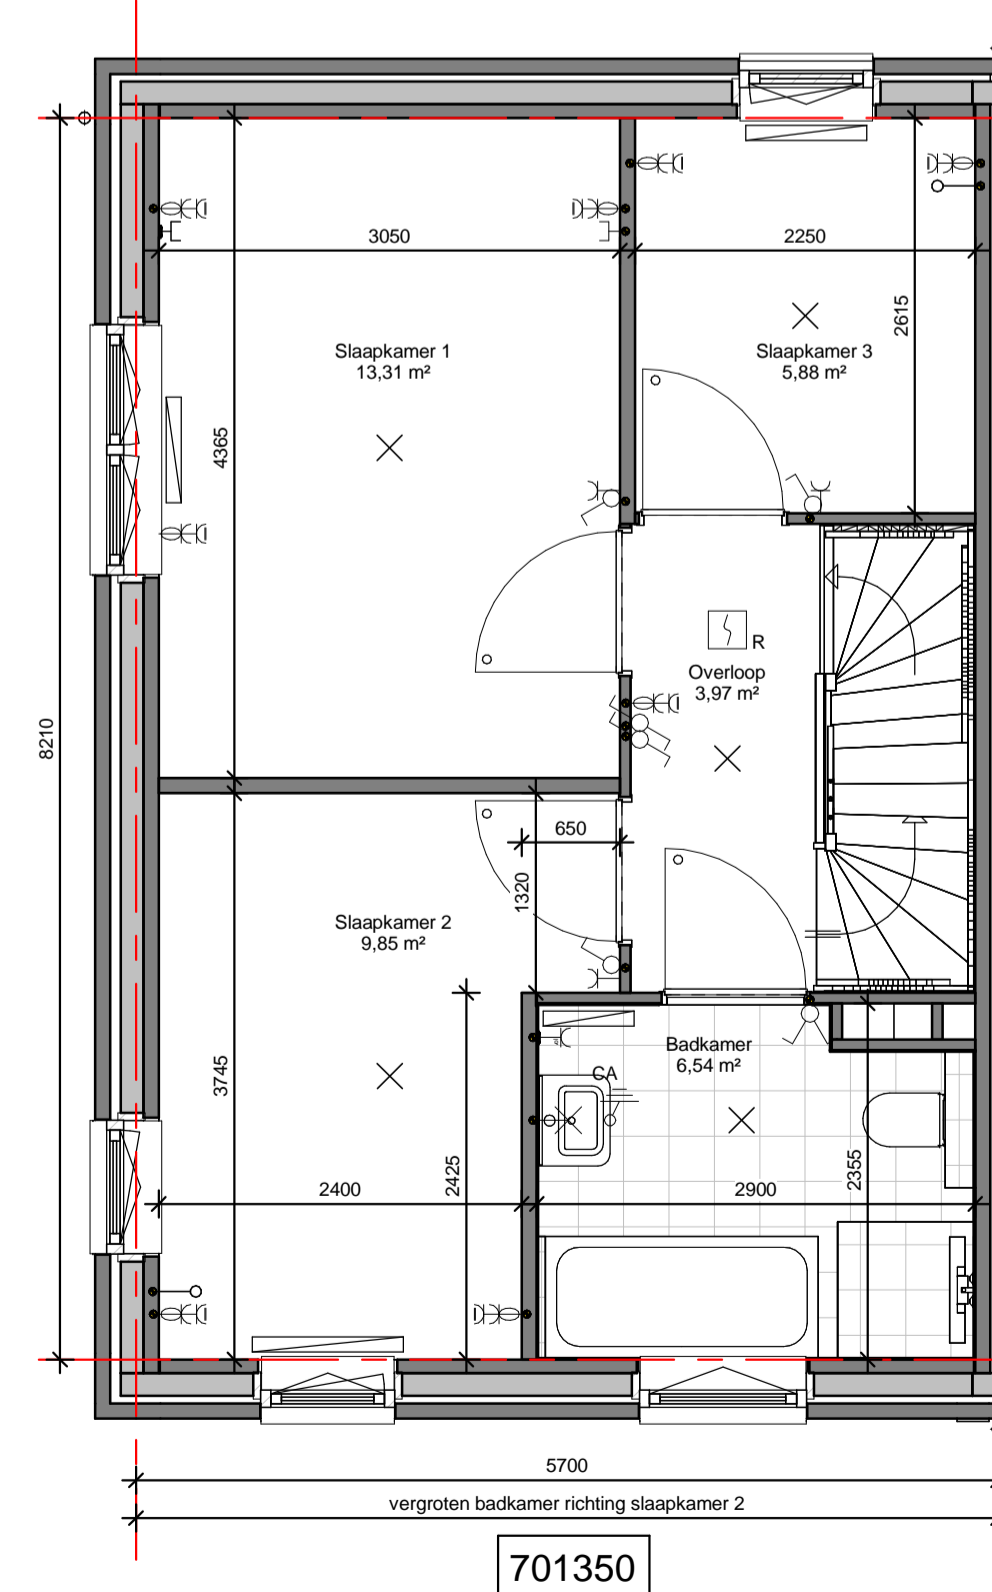 3050
2250
2615
Slaapkamer 1
13,31 m²
Slaapkamer 3
5,88 m²
4365
R
Overloop
3,97 m²
8210
650
1320
Slaapkamer 2
9,85 m²
Badkamer
6,54 m²
CA
3745
2425
2355
2400
2900
5700
vergroten badkamer richting slaapkamer 2
701350